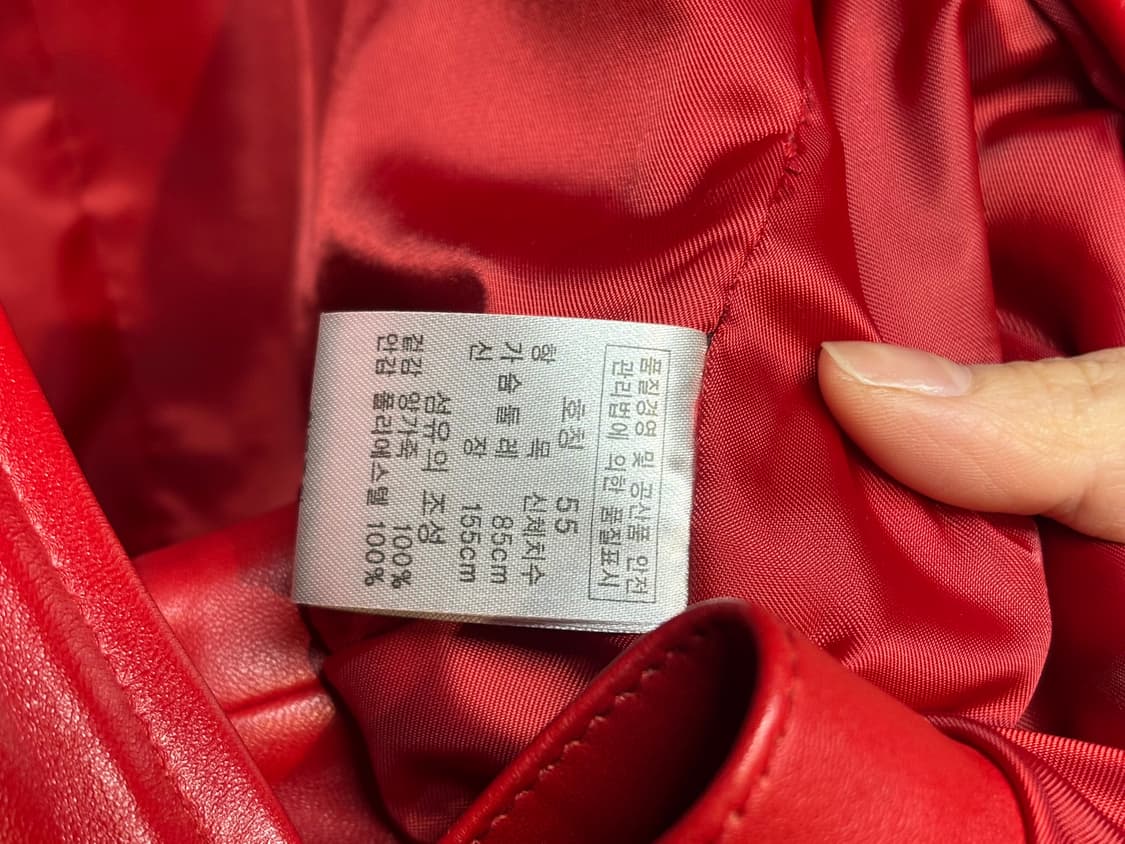 품질경영 및 공산품 안전
관리법에 의한 품질표시
호칭 55
항 목 신체치수
가 슴 둘 레 85cm
신 장 155cm
섬유의 조성
겉감 양가죽 100%
안감 폴리에스텔 100%